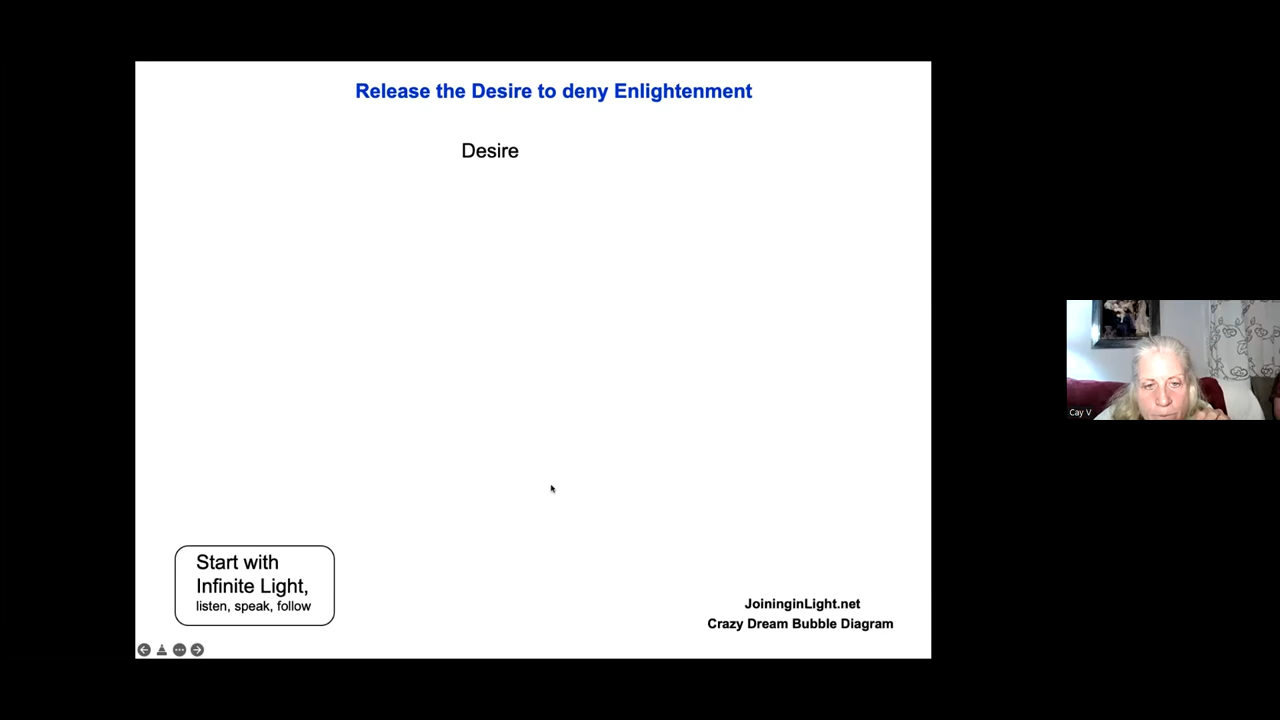 Release the Desire to deny Enlightenment
Desire
Cay V
Start with
Infinite Light,
listen, speak, follow
JoininginLight.net
Crazy Dream Bubble Diagram